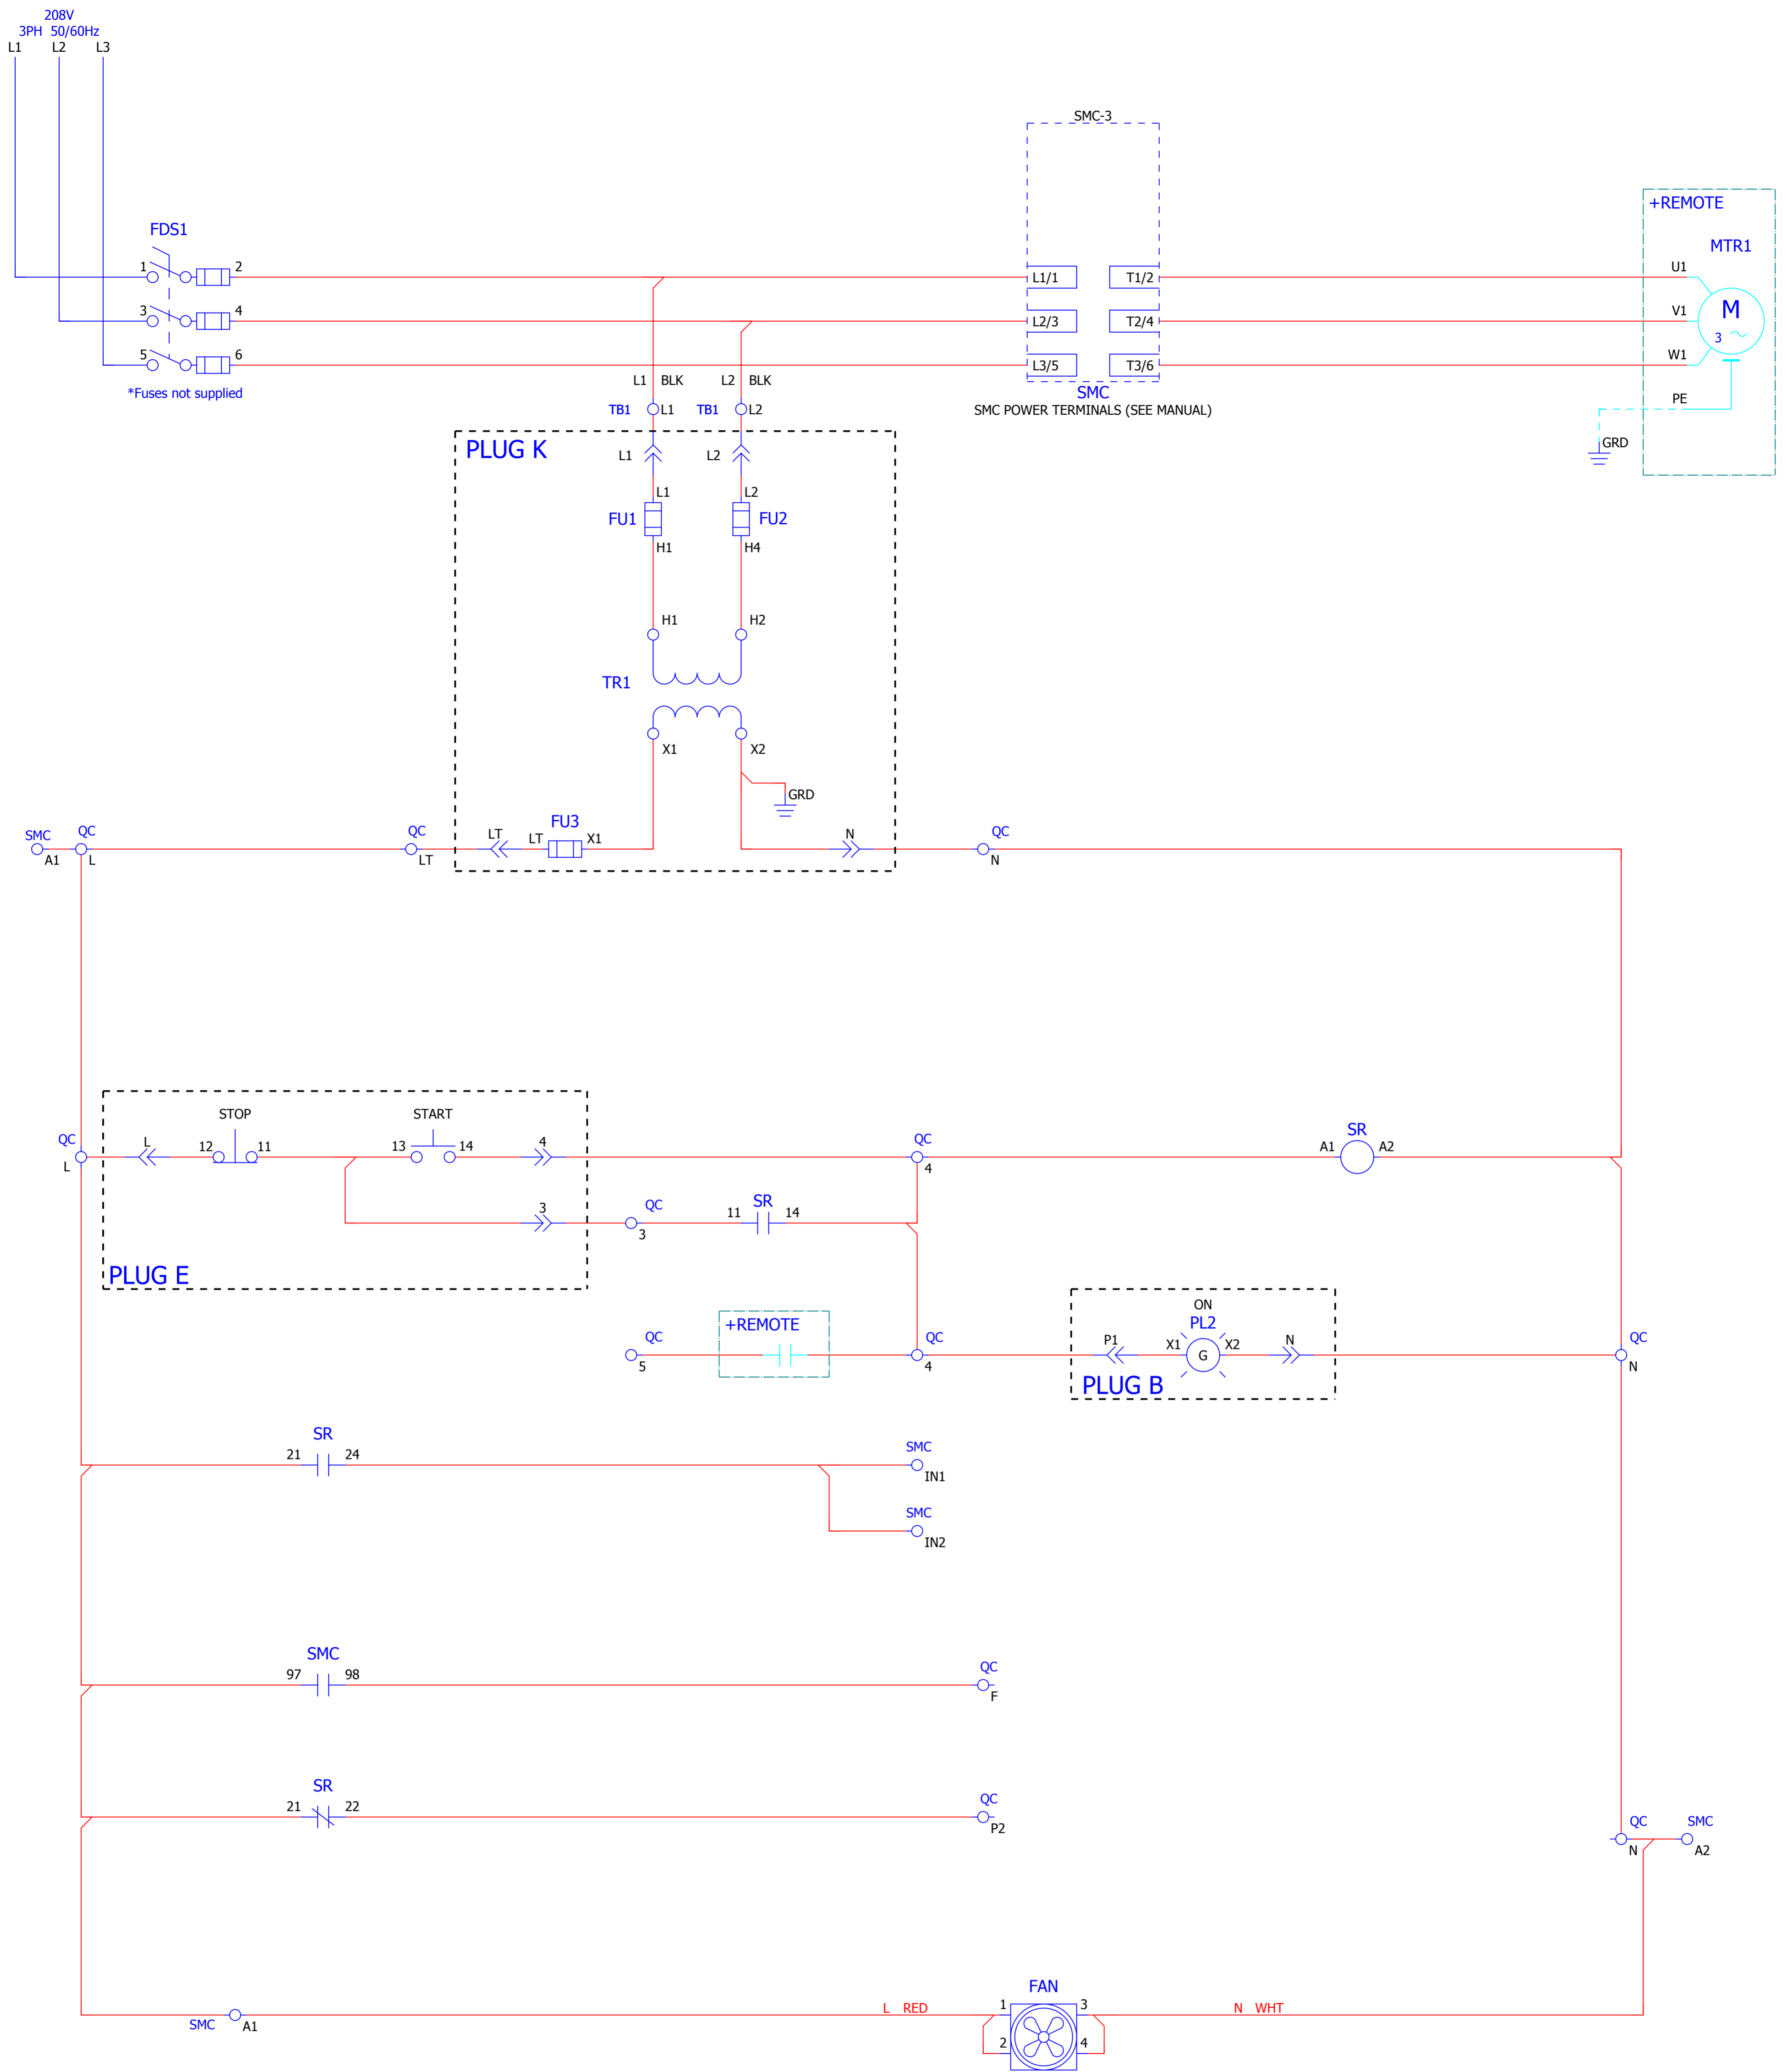 208V
3PH 50/60Hz
L1 L2 L3
SMC-3
+REMOTE
FDS1
MTR1
1 2 L1/1 T1/2 U1
3 4 L2/3 T2/4 V1 M
3
5 6 L3/5 T3/6 W1
*Fuses not supplied
L1 BLK L2 BLK
SMC
PE
TB1 L1 TB1 L2
SMC POWER TERMINALS (SEE MANUAL)
GRD
PLUG K
L1 L2
L1 L2
FU1 FU2
H1 H4
H1 H2
TR1
X1 X2
GRD
FU3
SMC QC QC LT LT X1 N QC
A1 L LT N
STOP START
QC L 12 11 13 14 4 QC SR
A1 A2
L 4
3 QC 11 SR 14
3
PLUG E
ON
+REMOTE PL2
QC QC P1 X1 G X2 N QC
5 4 PLUG B N
SR SMC
21 24 IN1
SMC
IN2
SMC QC
97 98 F
SR QC
21 22 P2
QC SMC
N A2
FAN
L RED 1 3 N WHT
SMC A1
2 4